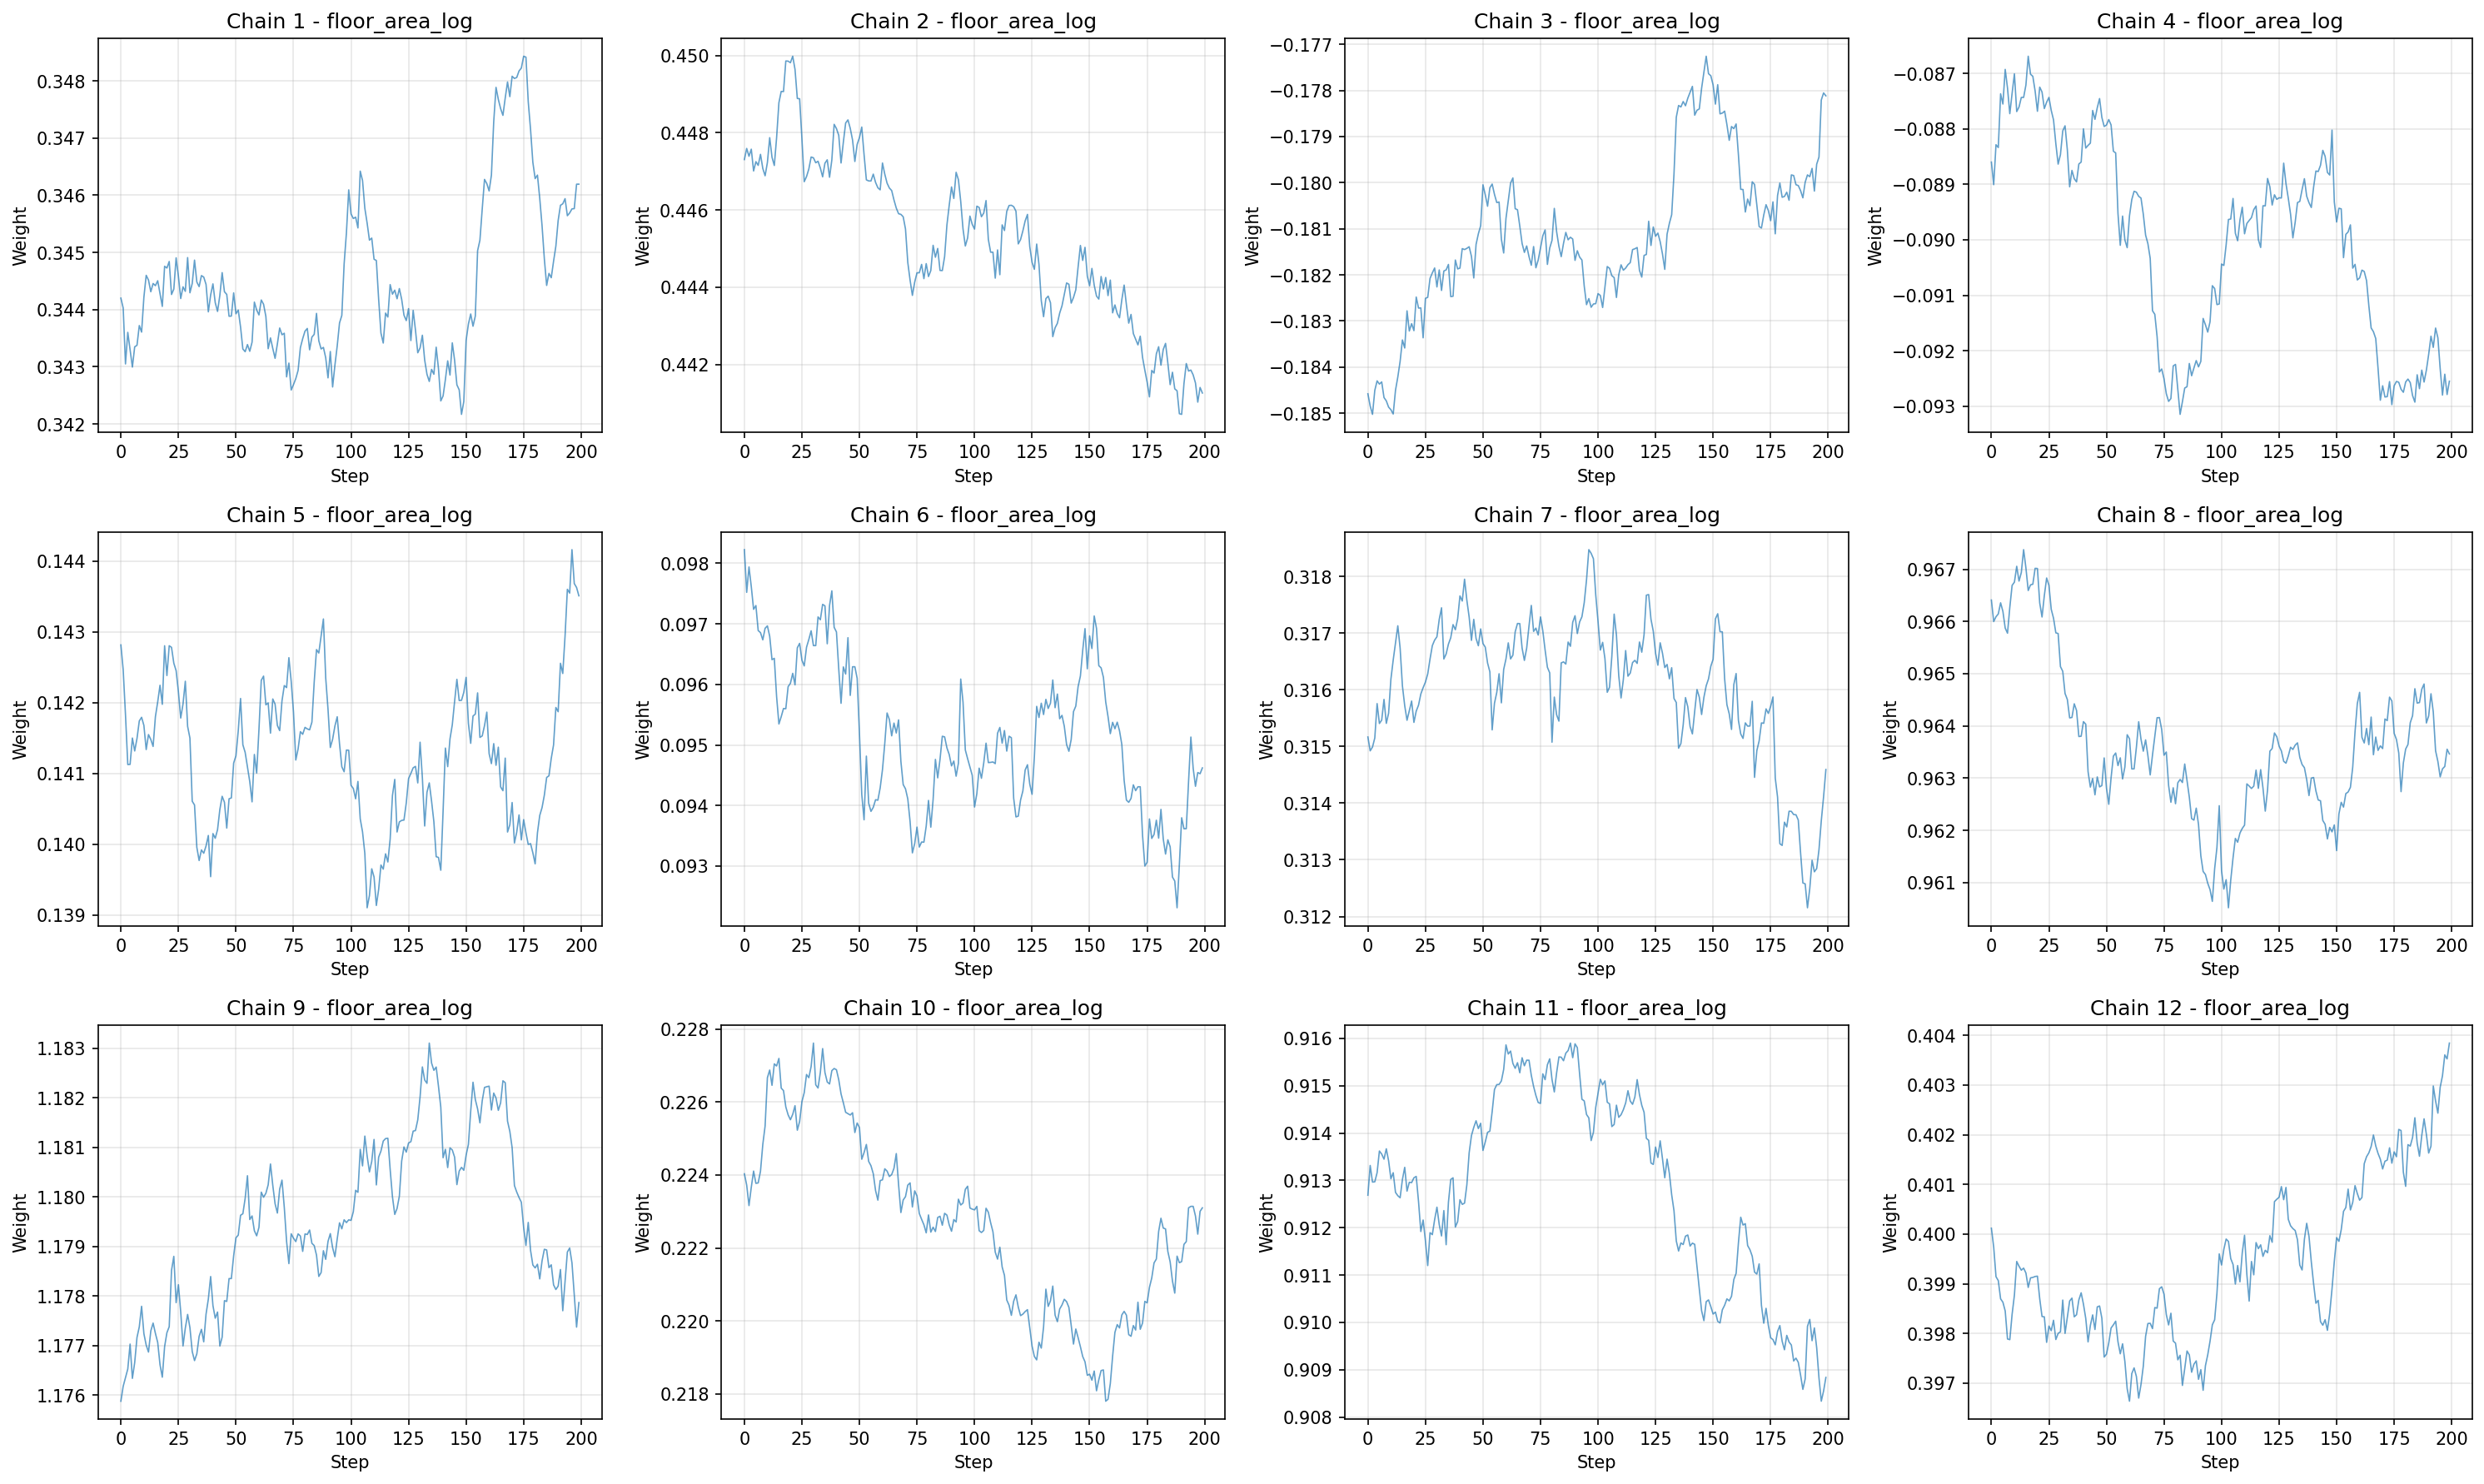 Chain 1 - floor_area_log
Weight
0.348
0.347
0.346
0.345
0.344
0.343
0.342
0 25 50 75 100 125 150 175 200
Step
Chain 2 - floor_area_log
Weight
0.450
0.448
0.446
0.444
0.442
0 25 50 75 100 125 150 175 200
Step
Chain 3 - floor_area_log
Weight
−0.177
−0.178
−0.179
−0.180
−0.181
−0.182
−0.183
−0.184
−0.185
0 25 50 75 100 125 150 175 200
Step
Chain 4 - floor_area_log
Weight
−0.087
−0.088
−0.089
−0.090
−0.091
−0.092
−0.093
0 25 50 75 100 125 150 175 200
Step
Chain 5 - floor_area_log
Weight
0.144
0.143
0.142
0.141
0.140
0.139
0 25 50 75 100 125 150 175 200
Step
Chain 6 - floor_area_log
Weight
0.098
0.097
0.096
0.095
0.094
0.093
0 25 50 75 100 125 150 175 200
Step
Chain 7 - floor_area_log
Weight
0.318
0.317
0.316
0.315
0.314
0.313
0.312
0 25 50 75 100 125 150 175 200
Step
Chain 8 - floor_area_log
Weight
0.967
0.966
0.965
0.964
0.963
0.962
0.961
0 25 50 75 100 125 150 175 200
Step
Chain 9 - floor_area_log
Weight
1.183
1.182
1.181
1.180
1.179
1.178
1.177
1.176
0 25 50 75 100 125 150 175 200
Step
Chain 10 - floor_area_log
Weight
0.228
0.226
0.224
0.222
0.220
0.218
0 25 50 75 100 125 150 175 200
Step
Chain 11 - floor_area_log
Weight
0.916
0.915
0.914
0.913
0.912
0.911
0.910
0.909
0.908
0 25 50 75 100 125 150 175 200
Step
Chain 12 - floor_area_log
Weight
0.404
0.403
0.402
0.401
0.400
0.399
0.398
0.397
0 25 50 75 100 125 150 175 200
Step